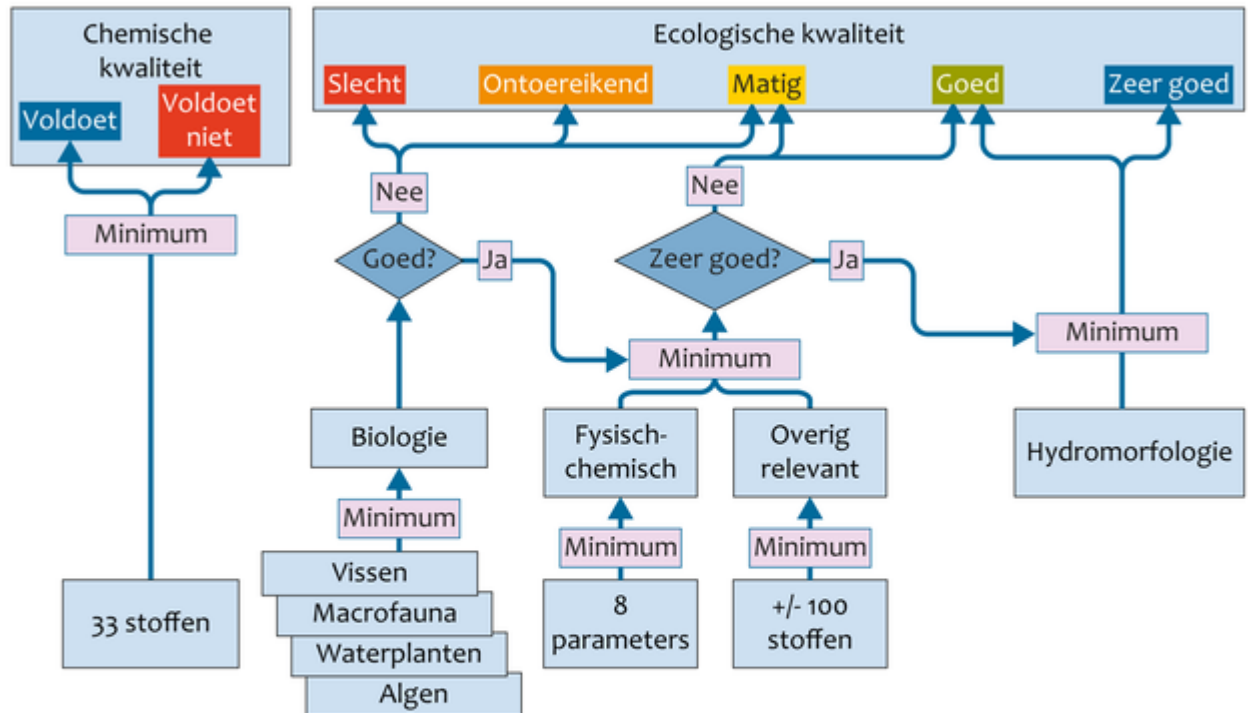 Chemische
kwaliteit
Voldoet
Voldoet
niet
Minimum
33 stoffen
Ecologische kwaliteit
Slecht
Ontoereikend
Matig
Goed
Zeer goed
Nee
Goed?
Ja
Nee
Zeer goed?
Ja
Minimum
Minimum
Biologie
Minimum
Vissen
Macrofauna
Waterplanten
Algen
Fysisch-
chemisch
Minimum
8
parameters
Overig
relevant
Minimum
+/- 100
stoffen
Hydromorfologie